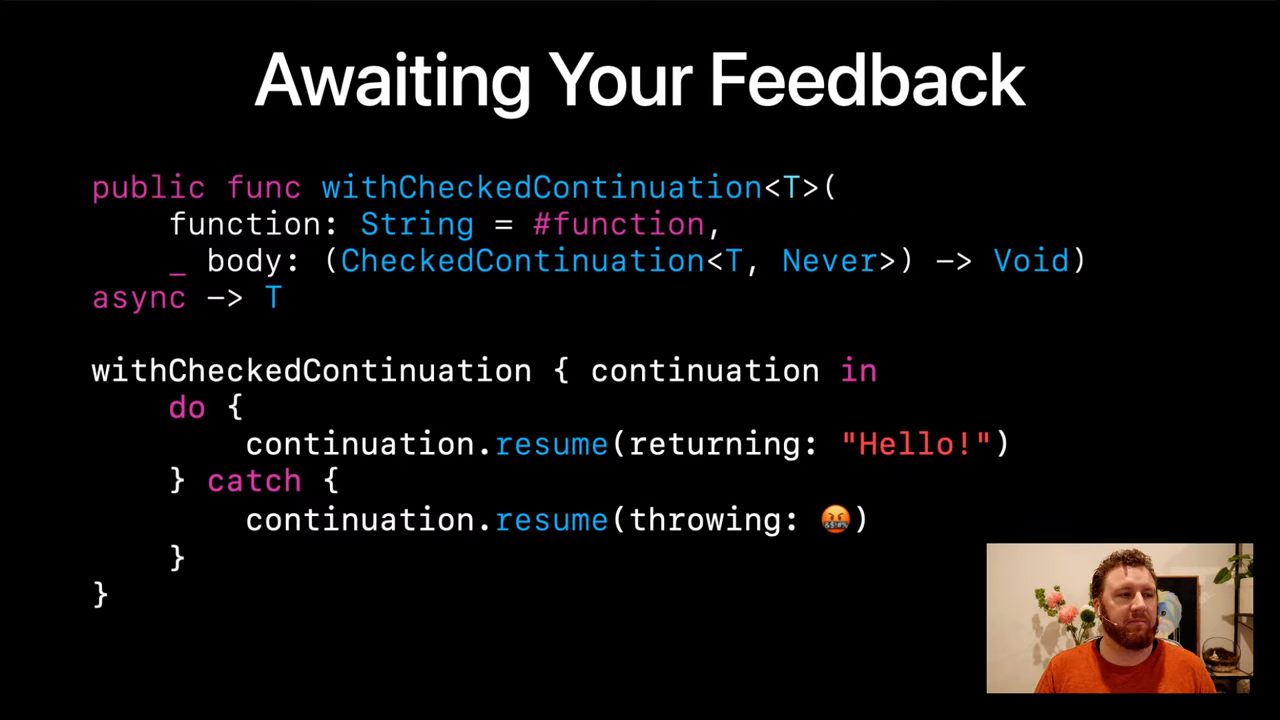 Awaiting Your Feedback
public func withCheckedContinuation<T>(
function: String = #function,
_ body: (CheckedContinuation<T, Never>) -> Void)
async -> T
withCheckedContinuation { continuation in
do {
continuation.resume(returning: "Hello!")
} catch {
continuation.resume(throwing: 🤬)
}
}